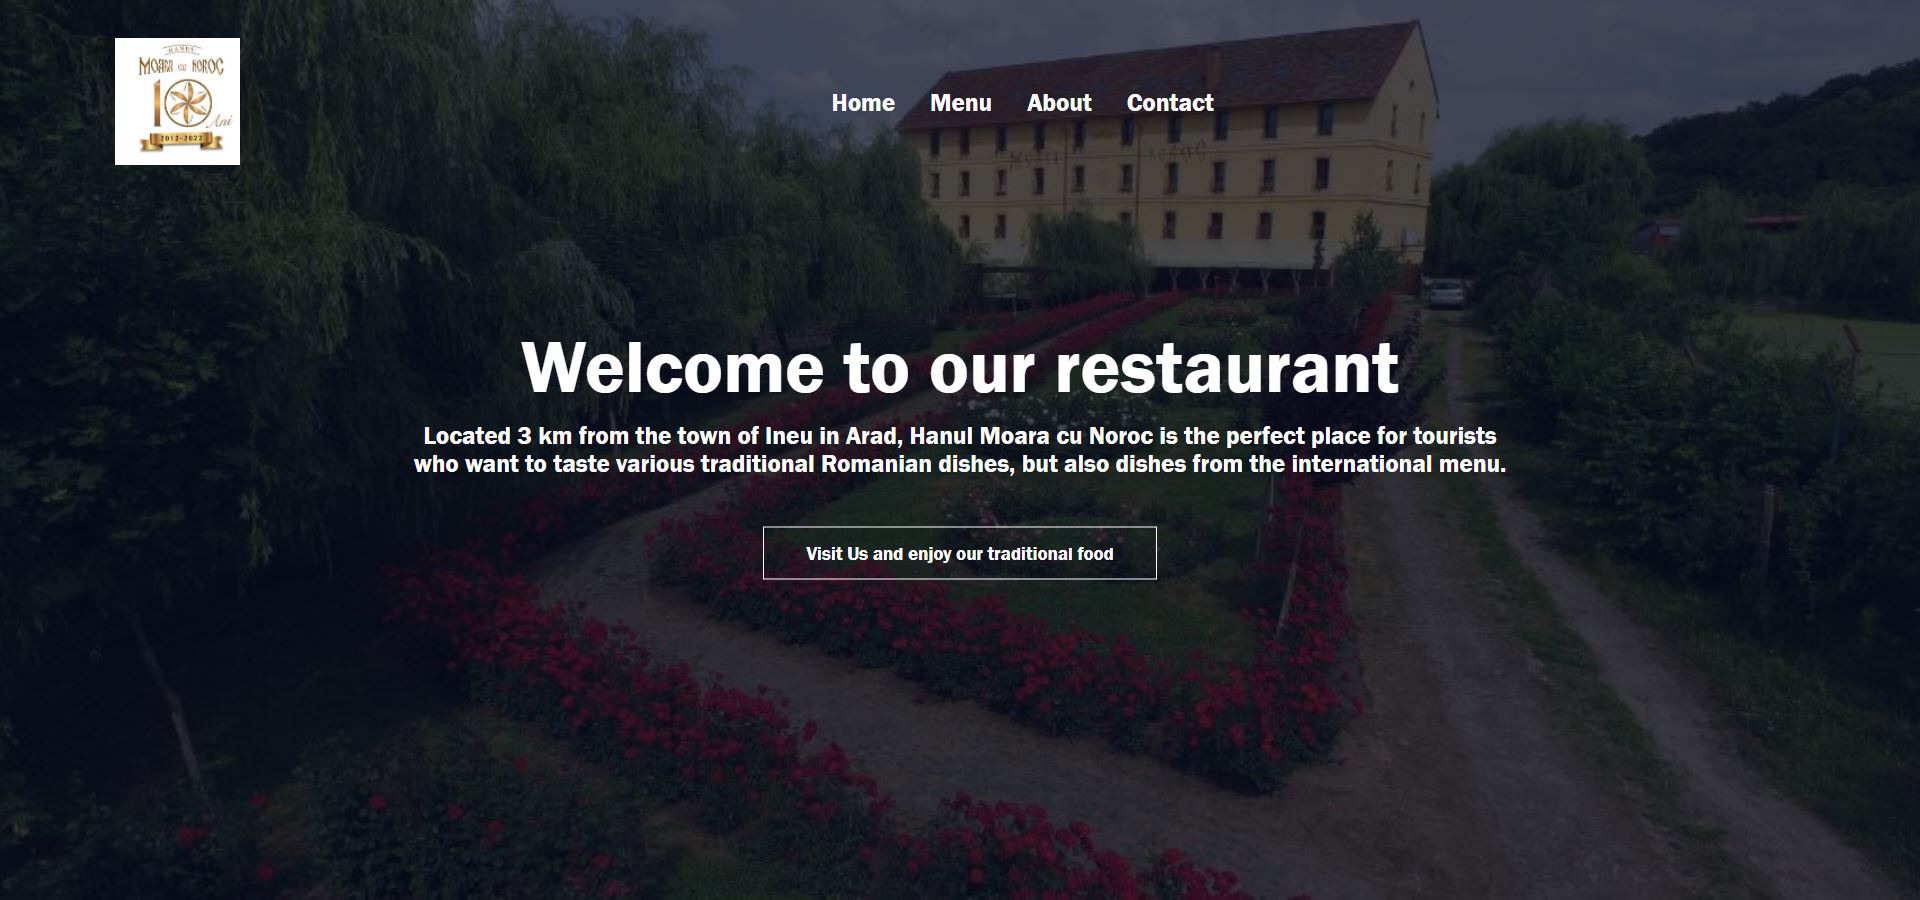 HANUL
MOARA CU NOROC
10
Ani
2012-2022
Home Menu About Contact
MOARA NOROC
Welcome to our restaurant
Located 3 km from the town of Ineu in Arad, Hanul Moara cu Noroc is the perfect place for tourists
who want to taste various traditional Romanian dishes, but also dishes from the international menu.
Visit Us and enjoy our traditional food